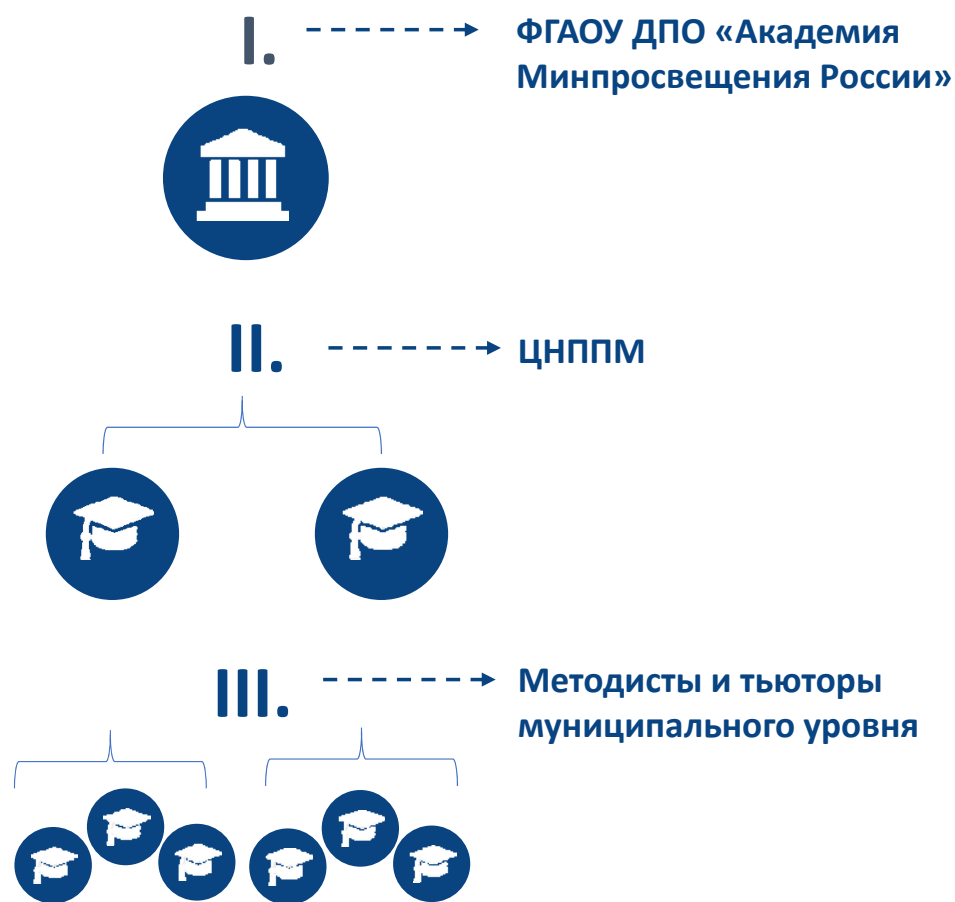 I.
ФГАОУ ДПО «Академия
Минпросвещения России»
II.
ЦНППМ
III.
Методисты и тьюторы
муниципального уровня